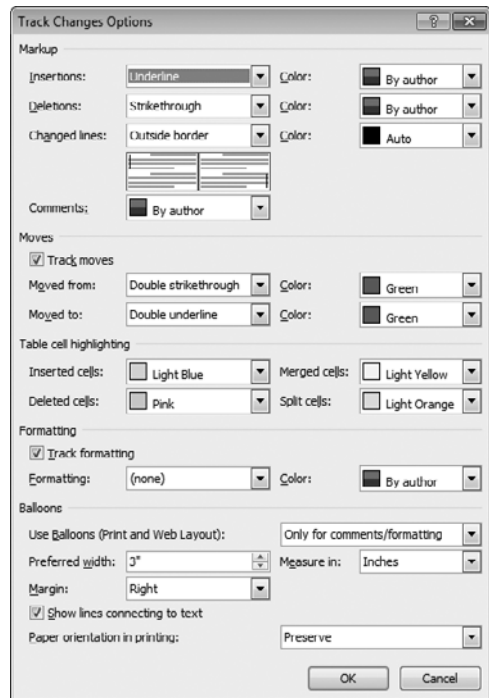 Track Changes Options
Markup
Insertions: Underline Color: By author
Deletions: Strikethrough Color: By author
Changed lines: Outside border Color: Auto
Comments: By author
Moves
Track moves
Moved from: Double strikethrough Color: Green
Moved to: Double underline Color: Green
Table cell highlighting
Inserted cells: Light Blue Merged cells: Light Yellow
Deleted cells: Pink Split cells: Light Orange
Formatting
Track formatting
Formatting: (none) Color: By author
Balloons
Use Balloons (Print and Web Layout): Only for comments/formatting
Preferred width: 3" Measure in: Inches
Margin: Right
Show lines connecting to text
Paper orientation in printing: Preserve
OK Cancel